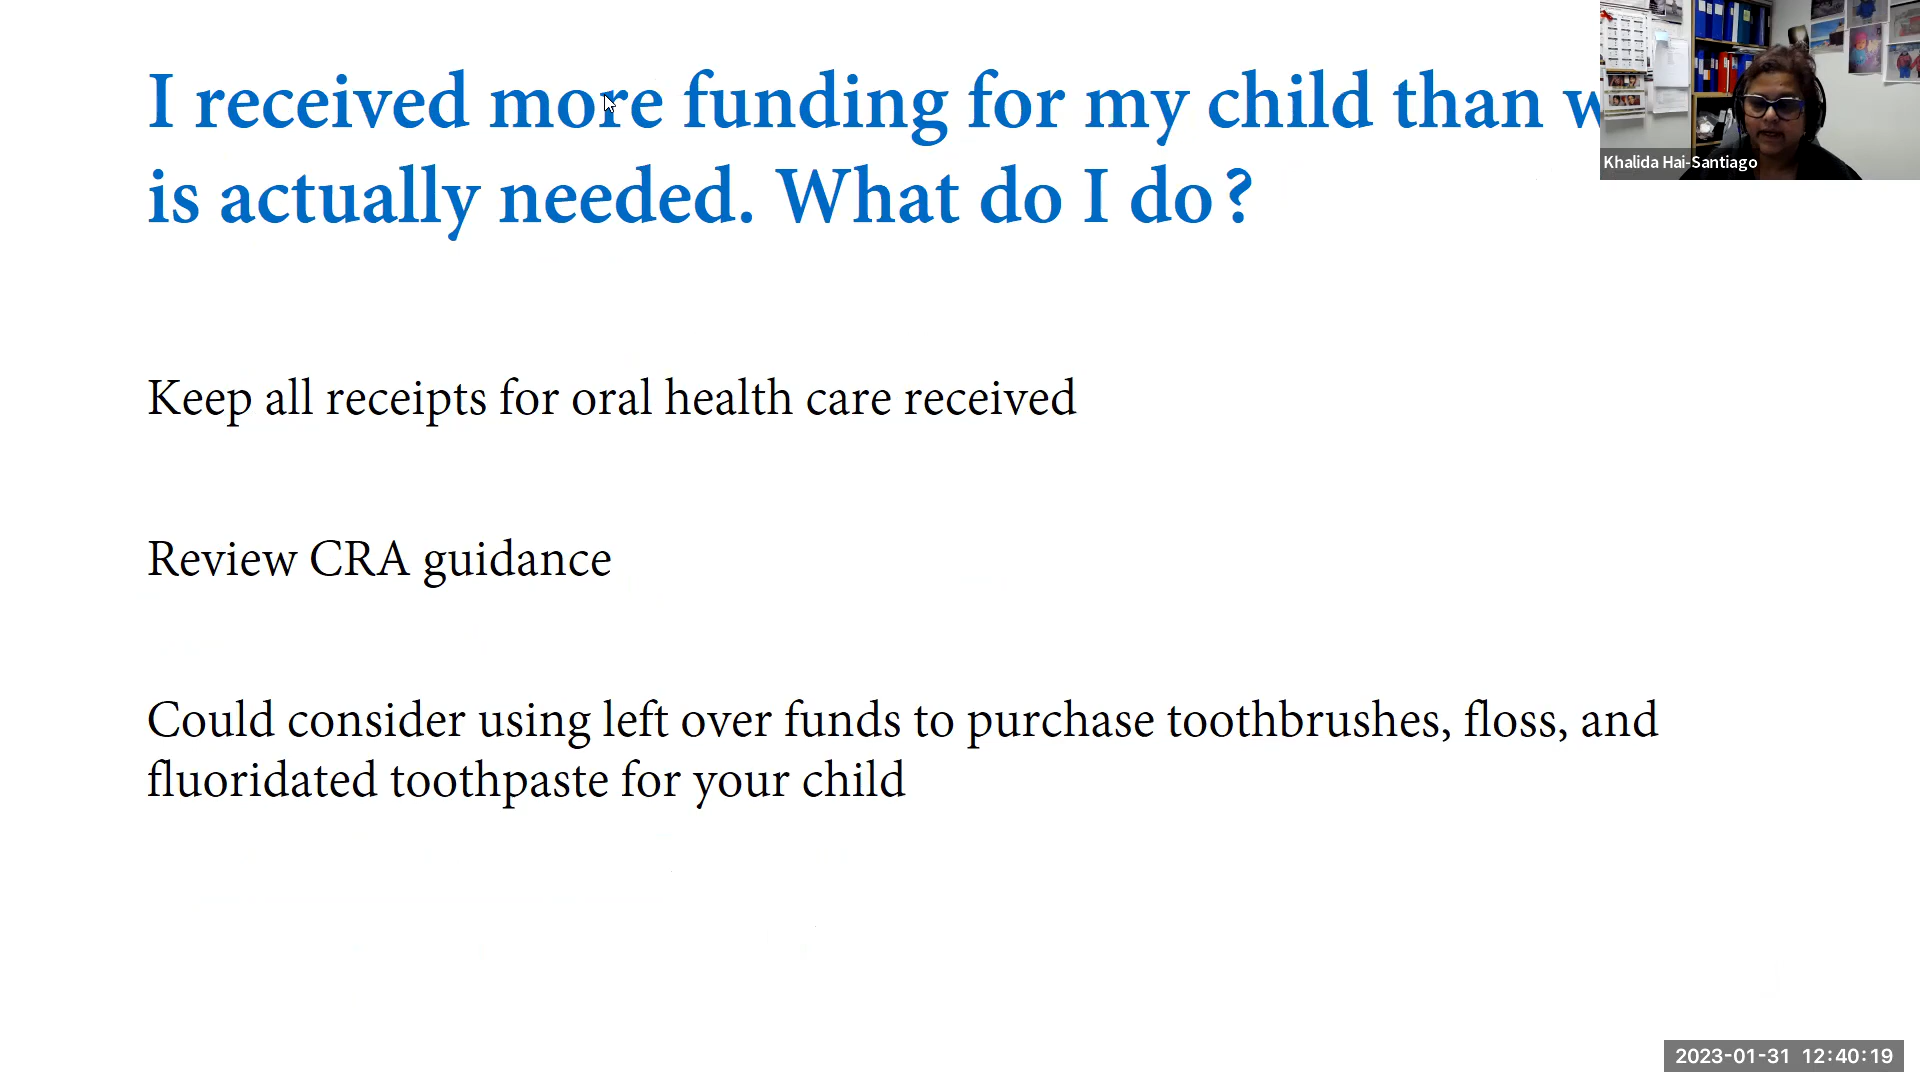 I received more funding for my child than
is actually needed. What do I do?
Khalida Hai-Santiago
Keep all receipts for oral health care received
Review CRA guidance
Could consider using left over funds to purchase toothbrushes, floss, and
fluoridated toothpaste for your child
2023-01-31 12:40:19